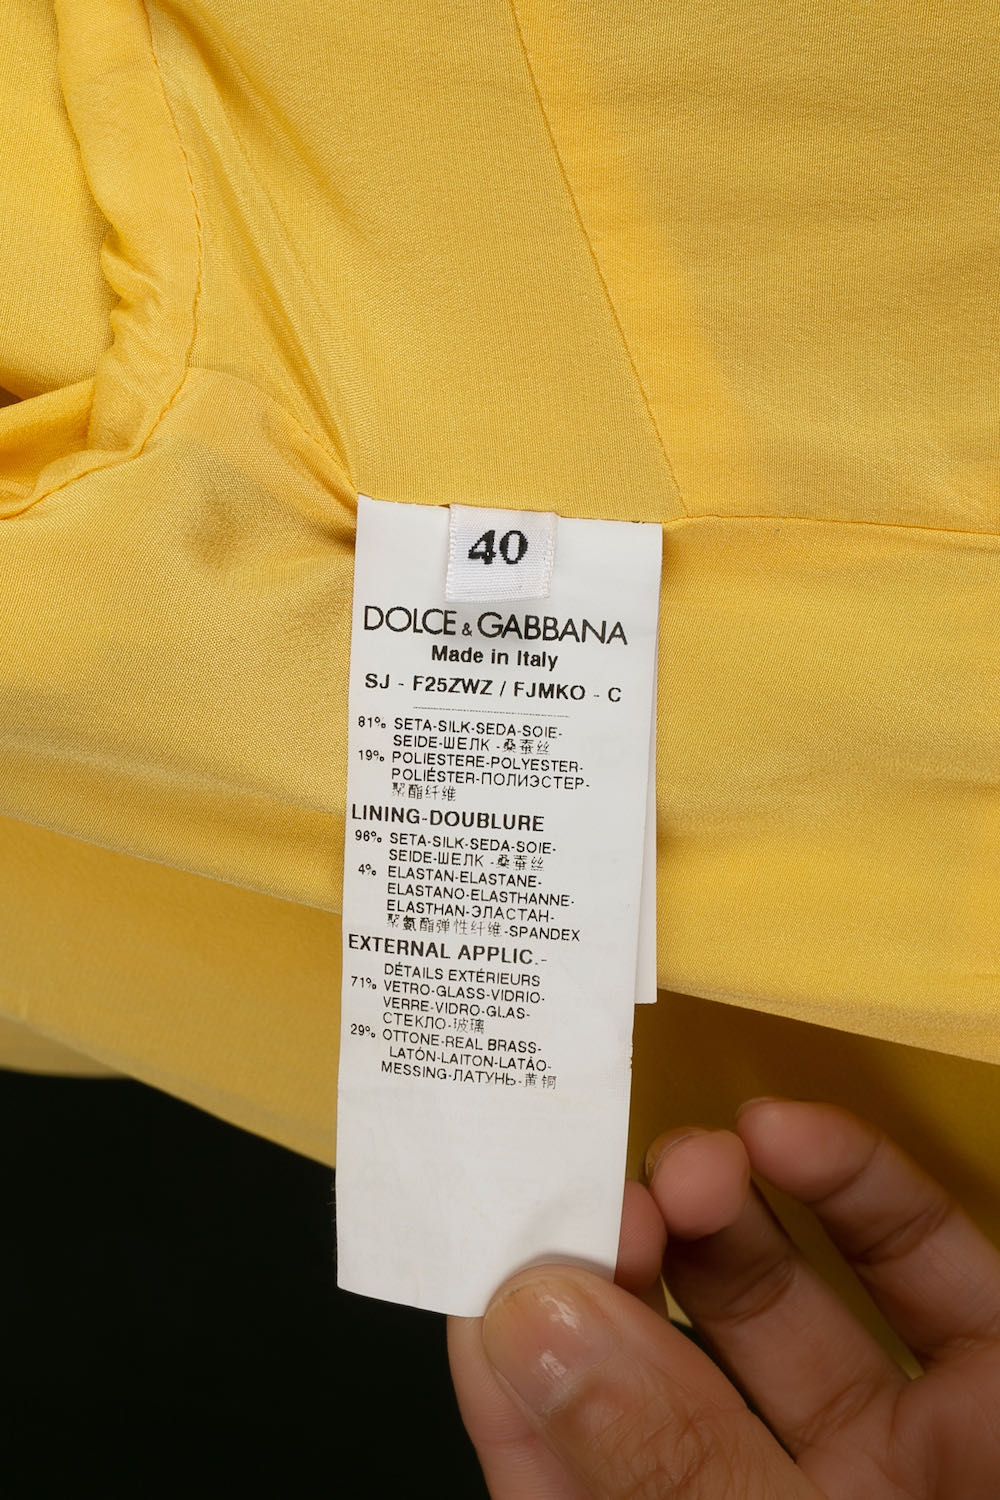 40
DOLCE & GABBANA
Made in Italy
SJ - F25ZWZ / FJMKO - C
81% SETA-SILK-SEDA-SOIE-
SEIDE-ШЕЛК -桑蚕丝
19% POLIESTERE-POLYESTER-
POLIÉSTER-ПОЛИЭСТЕР-
聚酯纤维
LINING-DOUBLURE
96% SETA-SILK-SEDA-SOIE-
SEIDE-ШЕЛК -桑蚕丝
4% ELASTAN-ELASTANE-
ELASTANO-ELASTHANNE-
ELASTHAN-ЭЛАСТАН-
聚氨酯弹性纤维-SPANDEX
EXTERNAL APPLIC.-
DÉTAILS EXTÉRIEURS
71% VETRO-GLASS-VIDRIO-
VERRE-VIDRO-GLAS-
СТЕКЛО-玻璃
29% OTTONE-REAL BRASS-
LATÓN-LAITON-LATÃO-
MESSING-ЛАТУНЬ-黄铜